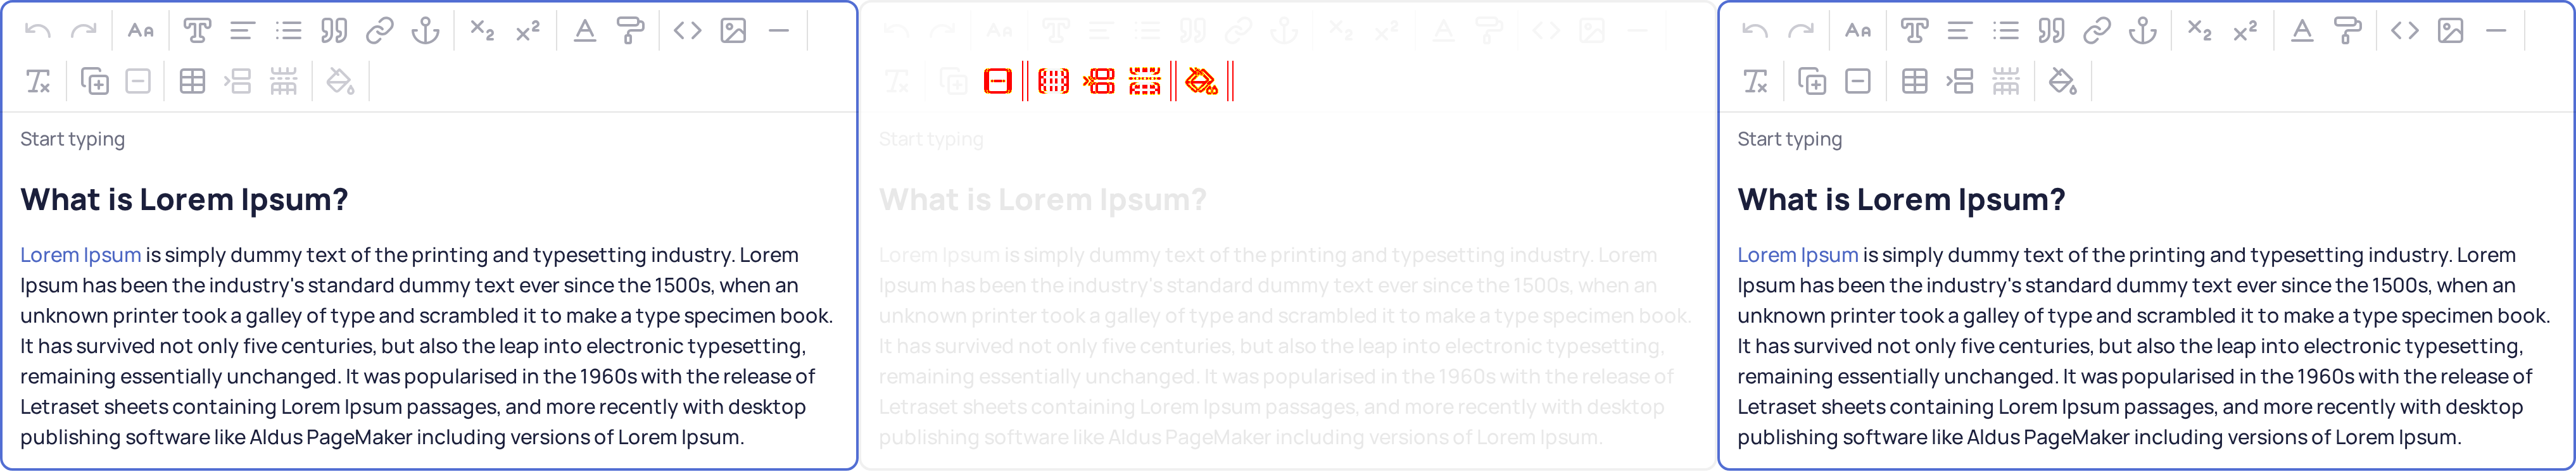 Start typing
What is Lorem Ipsum?
Lorem Ipsum is simply dummy text of the printing and typesetting industry. Lorem
Ipsum has been the industry's standard dummy text ever since the 1500s, when an
unknown printer took a galley of type and scrambled it to make a type specimen book.
It has survived not only five centuries, but also the leap into electronic typesetting,
remaining essentially unchanged. It was popularised in the 1960s with the release of
Letraset sheets containing Lorem Ipsum passages, and more recently with desktop
publishing software like Aldus PageMaker including versions of Lorem Ipsum.
Start typing
What is Lorem Ipsum?
Lorem Ipsum is simply dummy text of the printing and typesetting industry. Lorem
Ipsum has been the industry's standard dummy text ever since the 1500s, when an
unknown printer took a galley of type and scrambled it to make a type specimen book.
It has survived not only five centuries, but also the leap into electronic typesetting,
remaining essentially unchanged. It was popularised in the 1960s with the release of
Letraset sheets containing Lorem Ipsum passages, and more recently with desktop
publishing software like Aldus PageMaker including versions of Lorem Ipsum.
Start typing
What is Lorem Ipsum?
Lorem Ipsum is simply dummy text of the printing and typesetting industry. Lorem
Ipsum has been the industry's standard dummy text ever since the 1500s, when an
unknown printer took a galley of type and scrambled it to make a type specimen book.
It has survived not only five centuries, but also the leap into electronic typesetting,
remaining essentially unchanged. It was popularised in the 1960s with the release of
Letraset sheets containing Lorem Ipsum passages, and more recently with desktop
publishing software like Aldus PageMaker including versions of Lorem Ipsum.